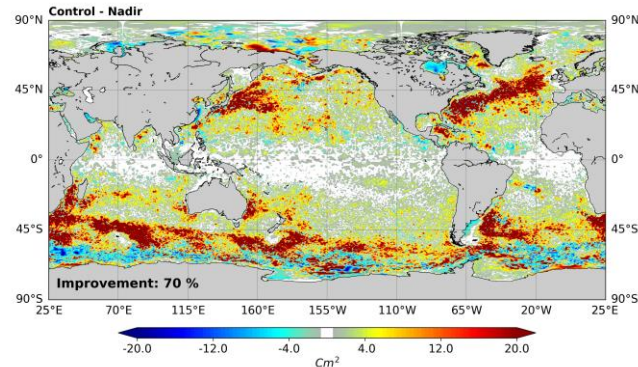 Control - Nadir
90°N
90°N
45°N
45°N
0°
0°
45°S
45°S
Improvement: 70 %
90°S
90°S
25°E 70°E 115°E 160°E 155°W 110°W 65°W 20°W 25°E
-20.0 -12.0 -4.0 4.0 12.0 20.0
Cm²